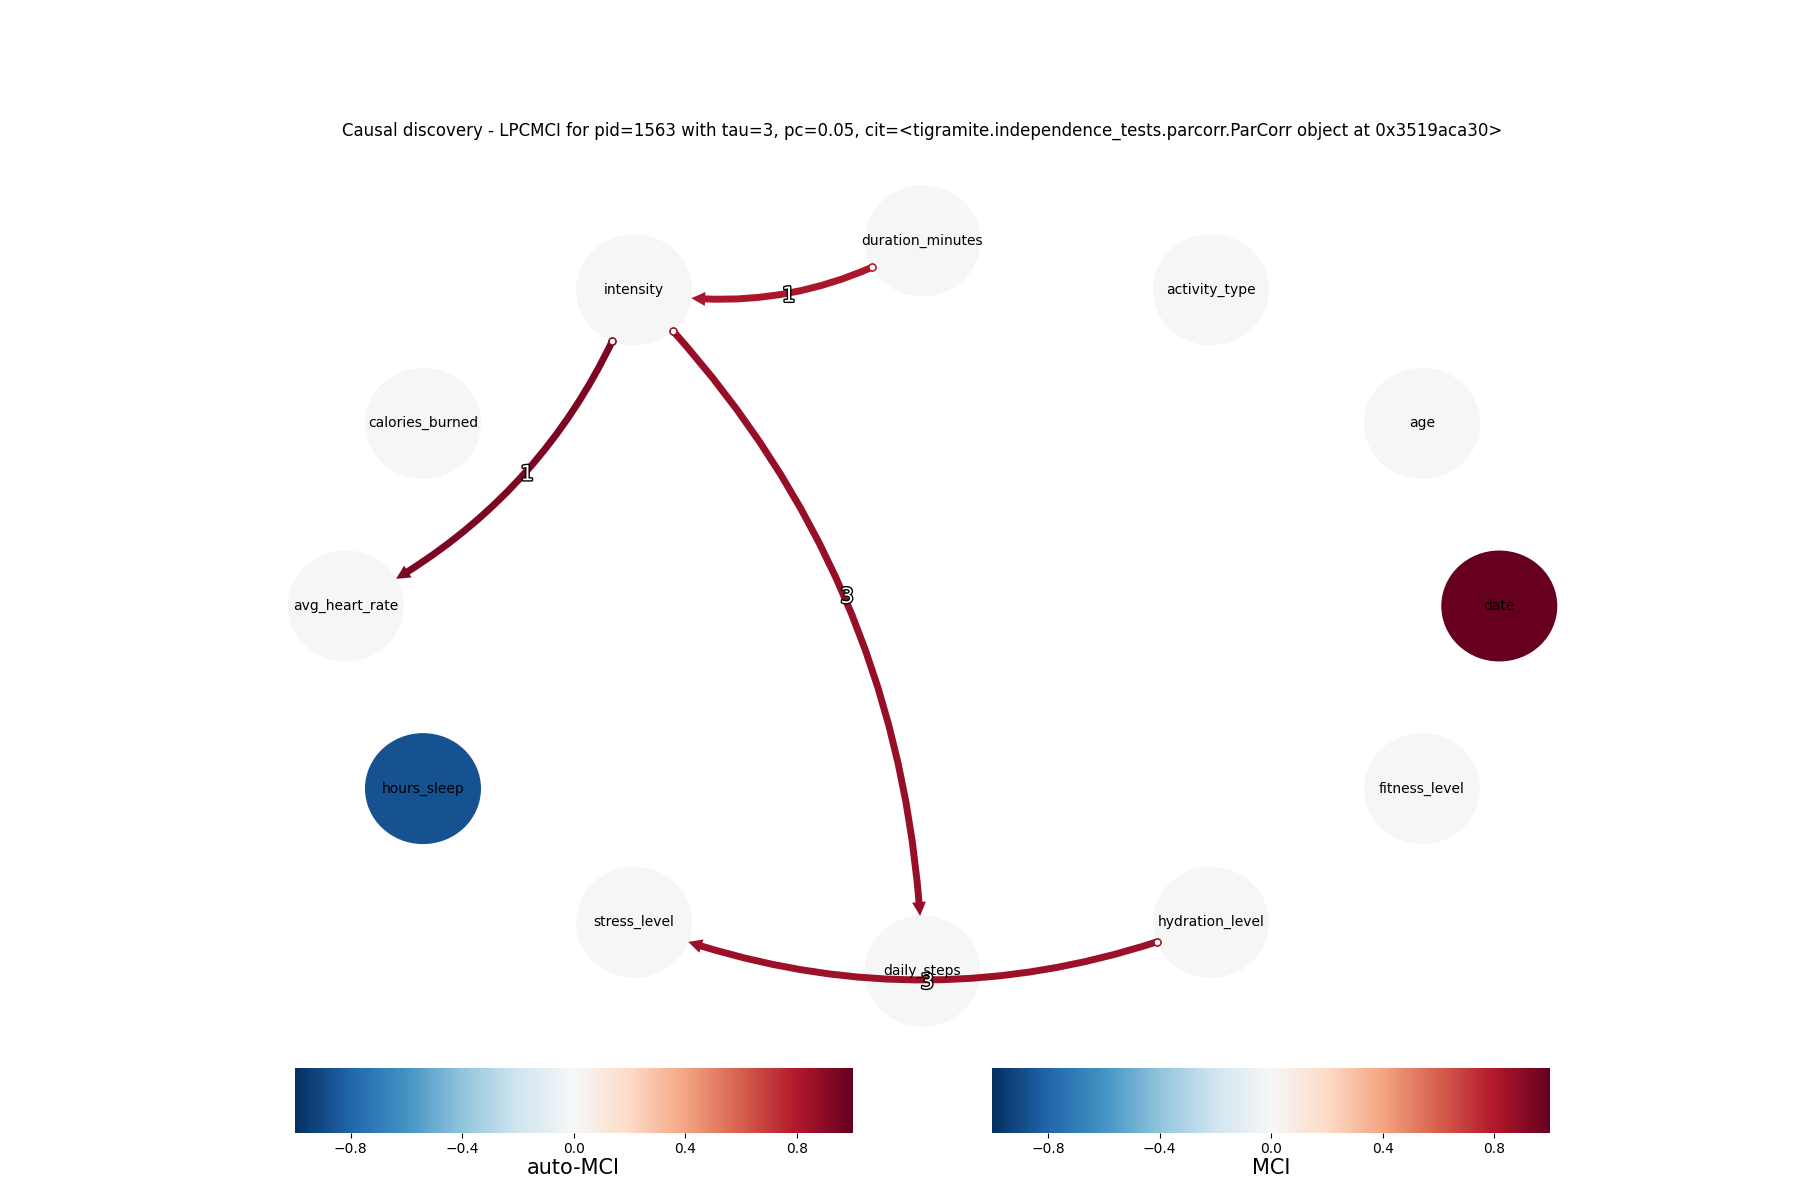 Causal discovery - LPCMCI for pid=1563 with tau=3, pc=0.05, cit=<tigramite.independence_tests.parcorr.ParCorr object at 0x3519aca30>
duration_minutes
intensity
activity_type
1
calories_burned
age
1
3
avg_heart_rate
date
hours_sleep
fitness_level
stress_level
hydration_level
daily_steps
3
−0.8 −0.4 0.0 0.4 0.8
auto-MCI
−0.8 −0.4 0.0 0.4 0.8
MCI